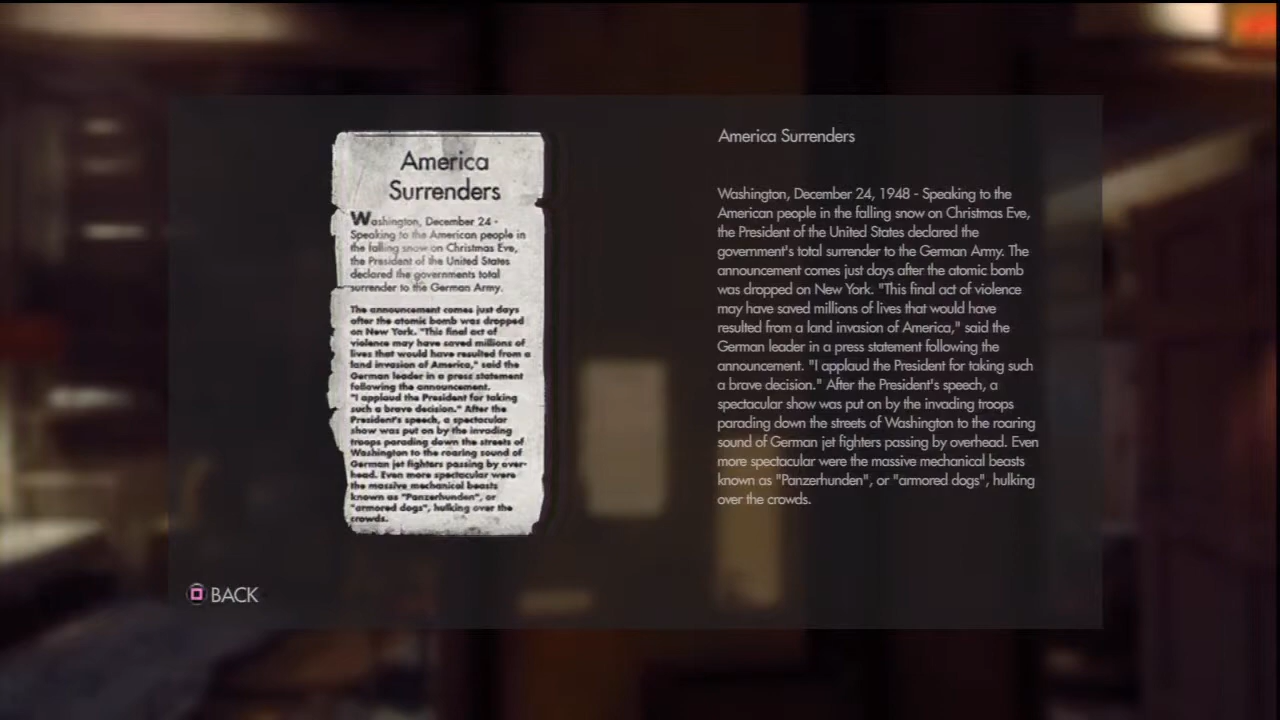 America
Surrenders
Washington, December 24 -
Speaking to the American people in
the falling snow on Christmas Eve,
the President of the United States
declared the governments total
surrender to the German Army.
The announcement comes just days
after the atomic bomb was dropped
on New York. "This final act of
violence may have saved millions of
lives that would have resulted from a
land invasion of America," said the
German leader in a press statement
following the announcement.
"I applaud the President for taking
such a brave decision." After the
President's speech, a spectacular
show was put on by the invading
troops parading down the streets of
Washington to the roaring sound of
German jet fighters passing by over-
head. Even more spectacular were
the massive mechanical beasts
known as "Panzerhunden", or
"armored dogs", hulking over the
crowds.
America Surrenders
Washington, December 24, 1948 - Speaking to the
American people in the falling snow on Christmas Eve,
the President of the United States declared the
government's total surrender to the German Army. The
announcement comes just days after the atomic bomb
was dropped on New York. "This final act of violence
may have saved millions of lives that would have
resulted from a land invasion of America," said the
German leader in a press statement following the
announcement. "I applaud the President for taking such
a brave decision." After the President's speech, a
spectacular show was put on by the invading troops
parading down the streets of Washington to the roaring
sound of German jet fighters passing by overhead. Even
more spectacular were the massive mechanical beasts
known as "Panzerhunden", or "armored dogs", hulking
over the crowds.
BACK